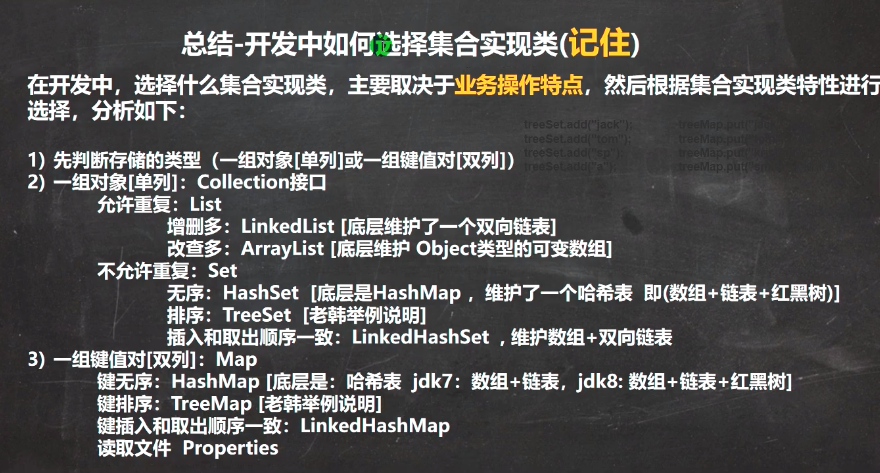 总结-开发中如何选择集合实现类(记住)
在开发中，选择什么集合实现类，主要取决于业务操作特点，然后根据集合实现类特性进行
选择，分析如下：
treeSet.add("jack"); treeMap.put(
treeSet.add("tom"); treeMap.put(
treeSet.add("sp"); treeMap.put(
treeSet.add("a"); treeMap.put(
1) 先判断存储的类型（一组对象[单列]或一组键值对[双列]）
2) 一组对象[单列]：Collection接口
允许重复：List
增删多：LinkedList [底层维护了一个双向链表]
改查多：ArrayList [底层维护 Object类型的可变数组]
不允许重复：Set
无序：HashSet [底层是HashMap ，维护了一个哈希表 即(数组+链表+红黑树)]
排序：TreeSet [老韩举例说明]
插入和取出顺序一致：LinkedHashSet ，维护数组+双向链表
3) 一组键值对[双列]：Map
键无序：HashMap [底层是：哈希表 jdk7：数组+链表，jdk8: 数组+链表+红黑树]
键排序：TreeMap [老韩举例说明]
键插入和取出顺序一致：LinkedHashMap
读取文件 Properties